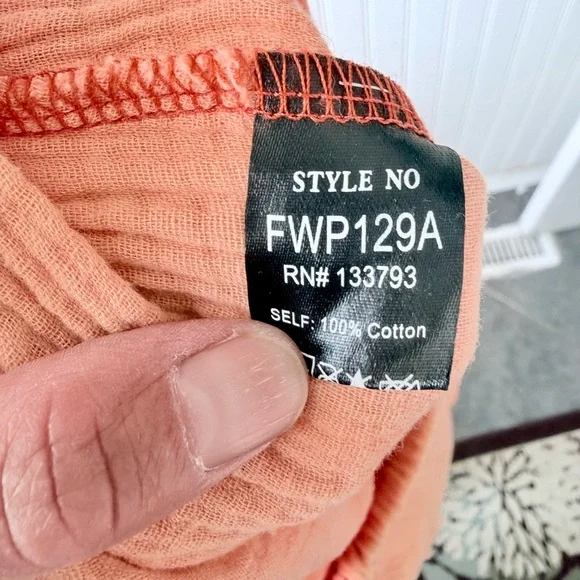 STYLE NO
FWP129A
RN# 133793
SELF: 100% Cotton